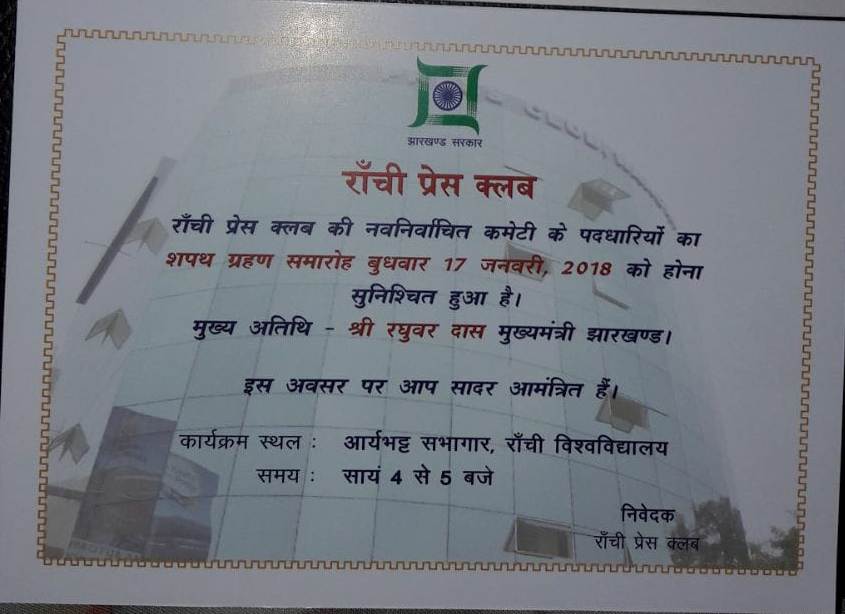 झारखण्ड सरकार
राँची प्रेस क्लब
राँची प्रेस क्लब की नवनिर्वाचित कमेटी के पदधारियों का
शपथ ग्रहण समारोह बुधवार 17 जनवरी, 2018 को होना
सुनिश्चित हुआ है।
मुख्य अतिथि - श्री रघुवर दास मुख्यमंत्री झारखण्ड।
इस अवसर पर आप सादर आमंत्रित हैं।
कार्यक्रम स्थल : आर्यभट्ट सभागार, राँची विश्वविद्यालय
समय : सायं 4 से 5 बजे
निवेदक
राँची प्रेस क्लब